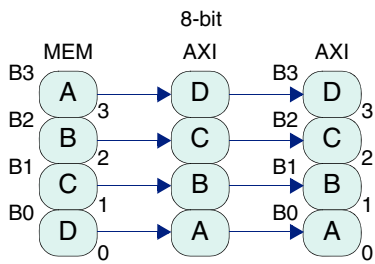 8-bit
MEM AXI AXI
B3 A 3 D B3 D 3
B2 B 2 C B2 C 2
B1 C 1 B B1 B 1
B0 D 0 A B0 A 0